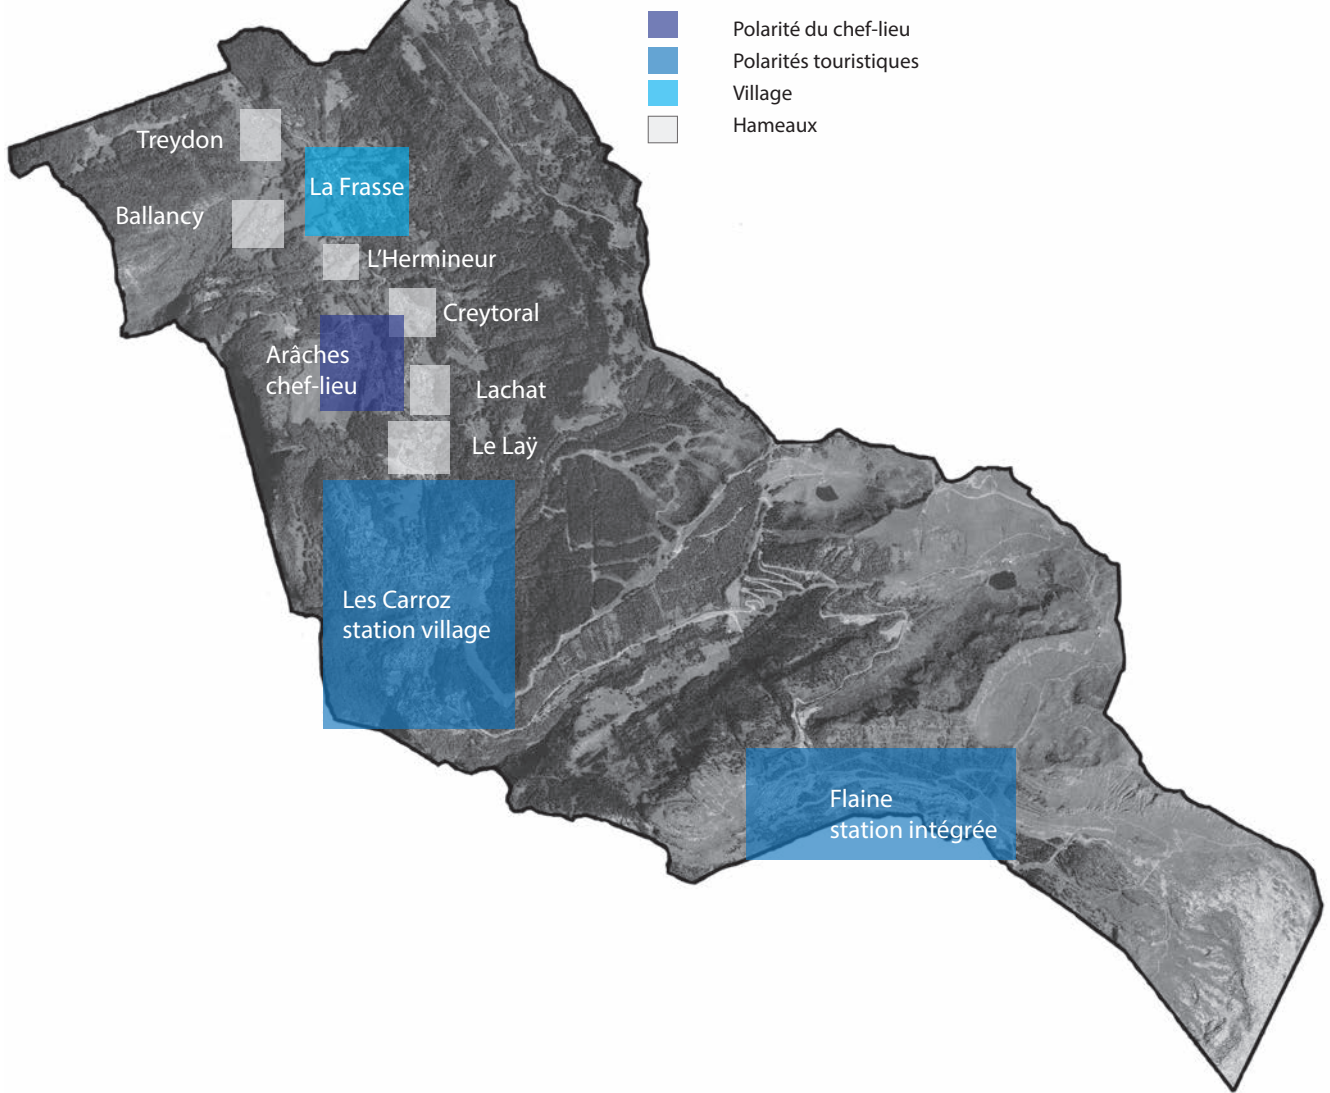 Polarité du chef-lieu
Polarités touristiques
Village
Hameaux
Treydon
La Frasse
Ballancy
L'Hermineur
Creytoral
Arâches
chef-lieu
Lachat
Le Laÿ
Les Carroz
station village
Flaine
station intégrée